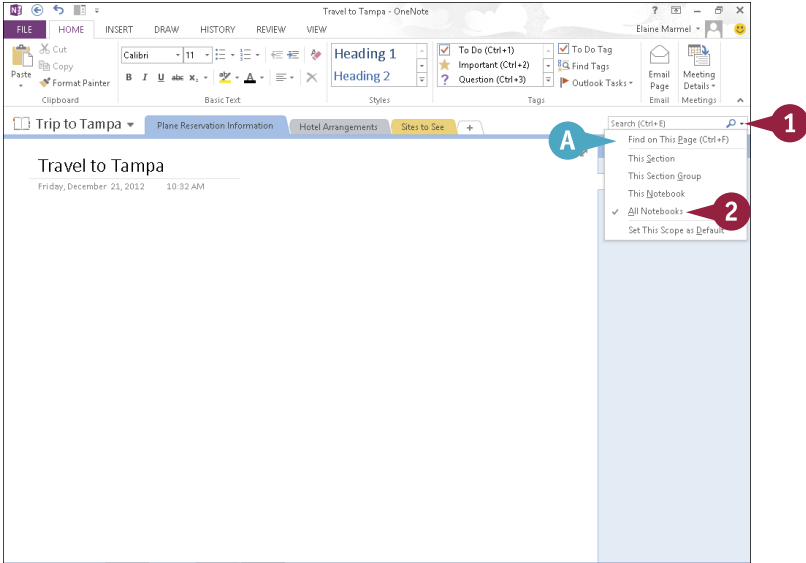 Travel to Tampa - OneNote
?
FILE HOME INSERT DRAW HISTORY REVIEW VIEW
Elaine Marmel
Paste
Cut
Copy
Format Painter
Clipboard
Calibri 11
B I U abc x₂ aby A
Basic Text
Heading 1
Heading 2
Styles
To Do (Ctrl+1)
Important (Ctrl+2)
? Question (Ctrl+3)
To Do Tag
Find Tags
Outlook Tasks
Tags
Email
Page
Email
Meeting
Details
Meetings
Trip to Tampa
Plane Reservation Information
Hotel Arrangements
Sites to See
+
Search (Ctrl+E)
1
A
Find on This Page (Ctrl+F)
This Section
This Section Group
This Notebook
✓ All Notebooks
2
Set This Scope as Default
Travel to Tampa
Friday, December 21, 2012 10:32 AM